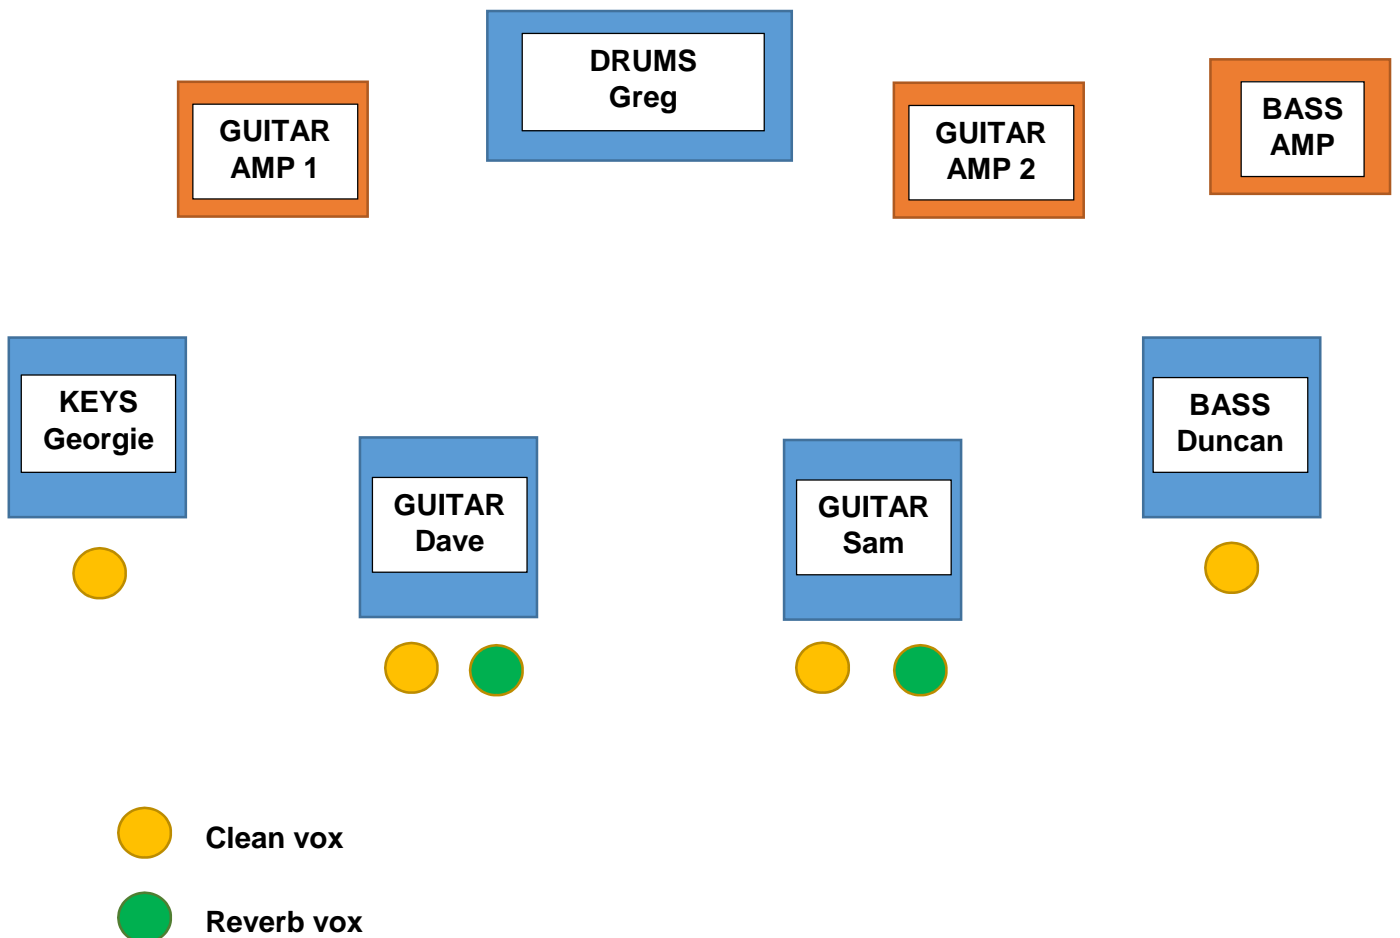 DRUMS
Greg
GUITAR
AMP 1
GUITAR
AMP 2
BASS
AMP
KEYS
Georgie
GUITAR
Dave
GUITAR
Sam
BASS
Duncan
Clean vox
Reverb vox